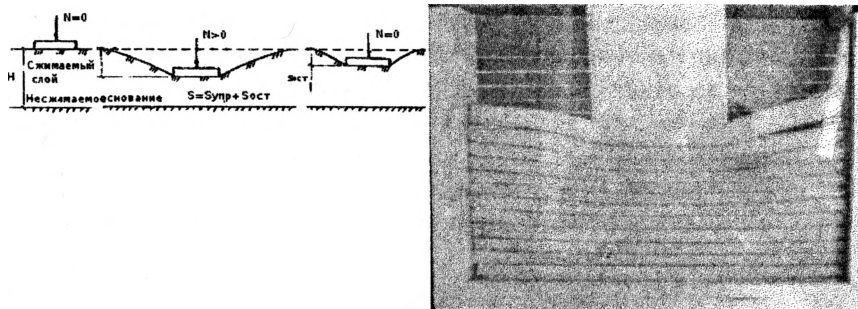 N=0
N>0
N=0
Сжимаемый
слой
H
Sост
Несжимаемое основание
S=Sупр+Sост